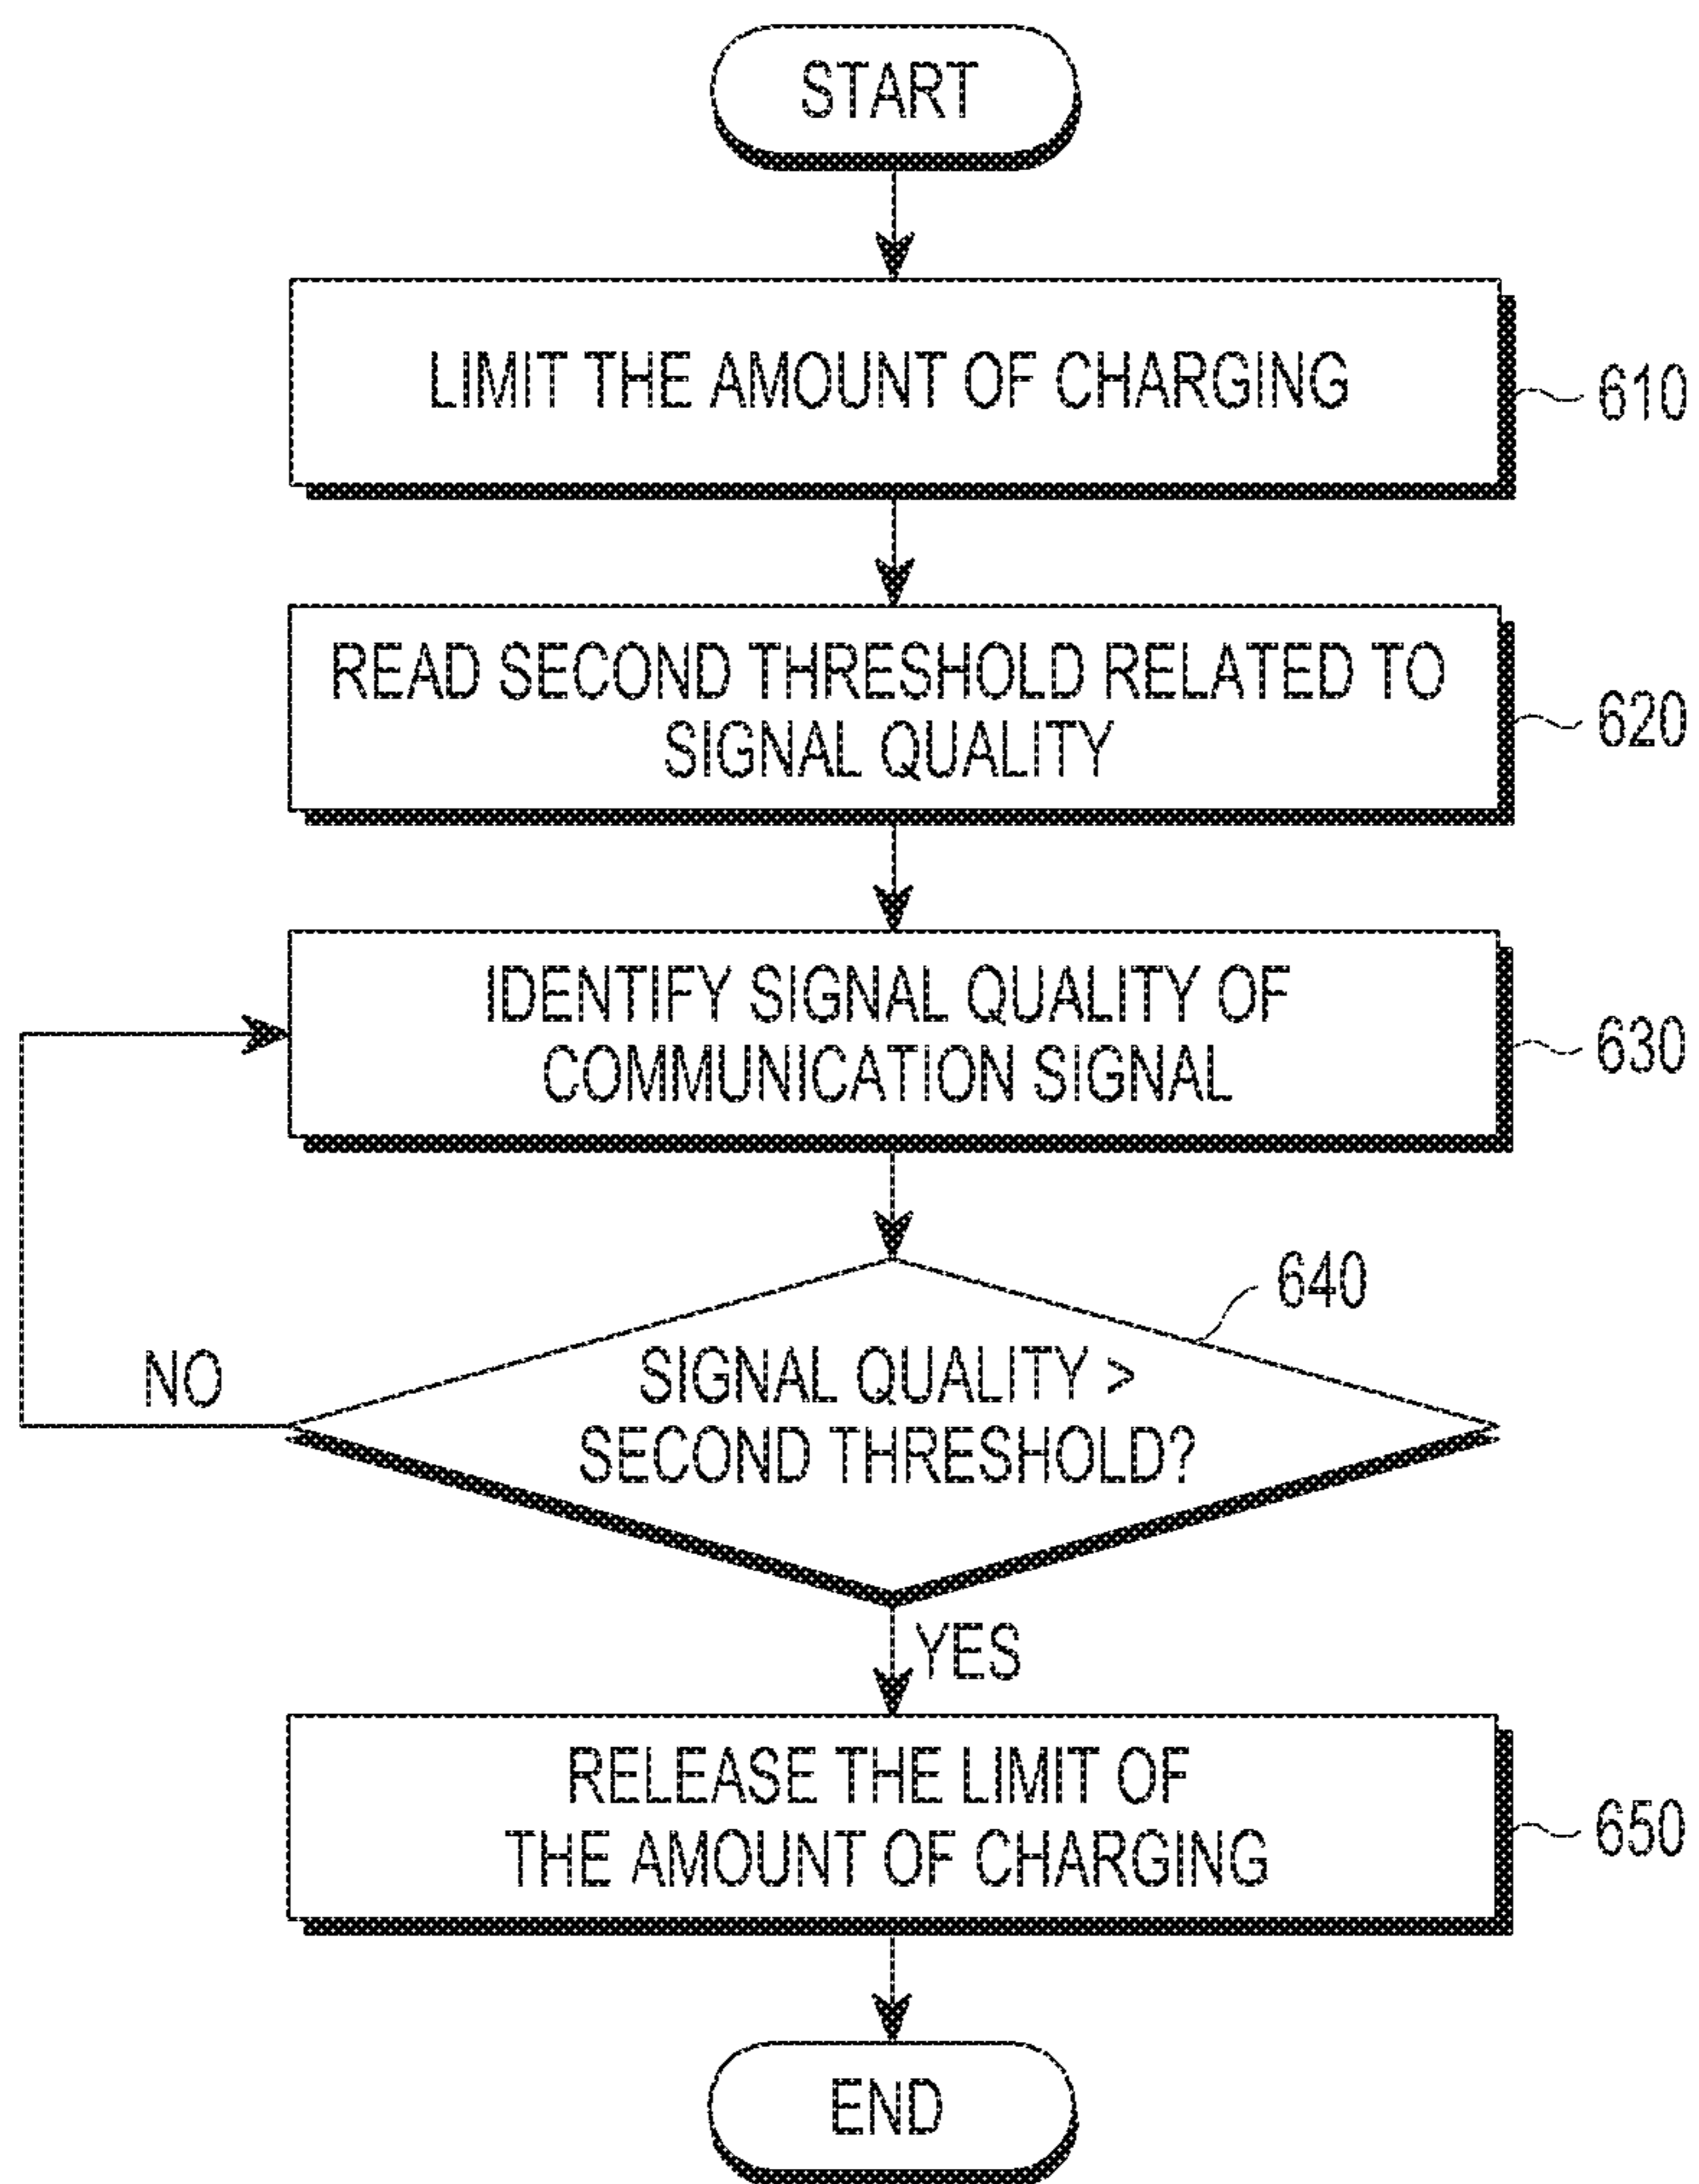 START
LIMIT THE AMOUNT OF CHARGING
610
READ SECOND THRESHOLD RELATED TO
SIGNAL QUALITY
620
IDENTIFY SIGNAL QUALITY OF
COMMUNICATION SIGNAL
630
640
SIGNAL QUALITY >
SECOND THRESHOLD?
NO
YES
RELEASE THE LIMIT OF
THE AMOUNT OF CHARGING
650
END